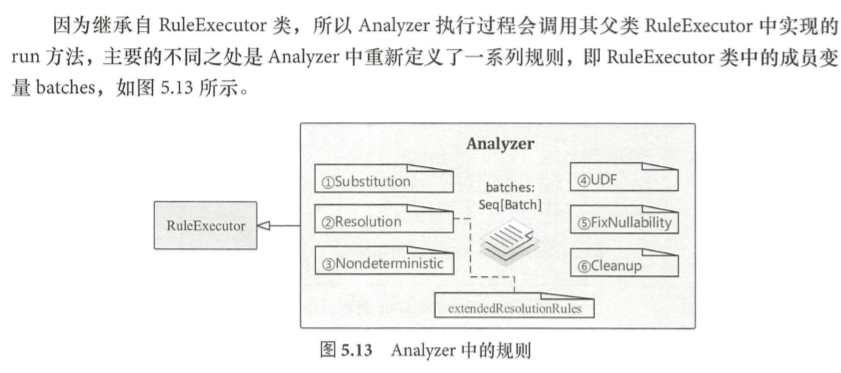 因为继承自 RuleExecutor 类，所以 Analyzer 执行过程会调用其父类 RuleExecutor 中实现的
run 方法，主要的不同之处是 Analyzer 中重新定义了一系列规则，即 RuleExecutor 类中的成员变
量 batches，如图 5.13 所示。
Analyzer
①Substitution
batches:
Seq[Batch]
④UDF
RuleExecutor
②Resolution
⑤FixNullability
③Nondeterministic
⑥Cleanup
extendedResolutionRules
图 5.13 Analyzer 中的规则